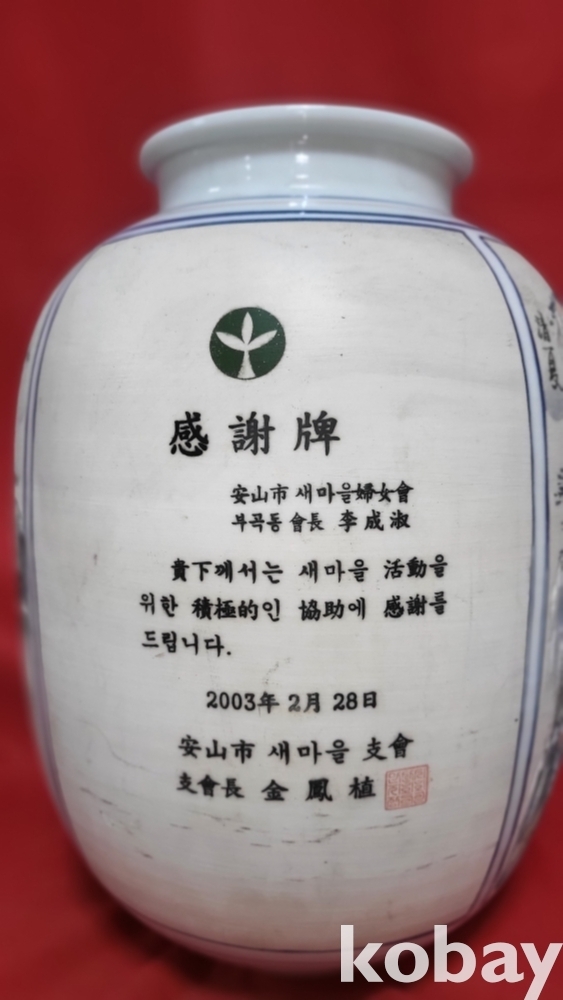 感謝牌
安山市 새마을婦女會
부곡동 會長 李成淑
貴下께서는 새마을 活動을
위한 積極的인 協助에 感謝를
드립니다.
2003年 2月 28日
安山市 새마을 支會
支會長 金鳳植
kobay